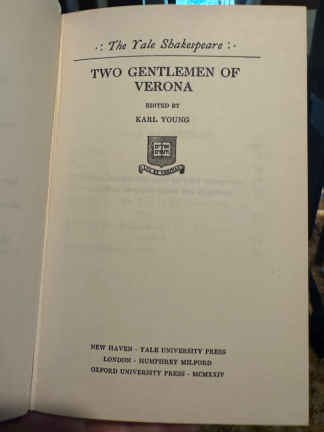 .: The Yale Shakespeare :.
TWO GENTLEMEN OF
VERONA
EDITED BY
KARL YOUNG
NEW HAVEN · YALE UNIVERSITY PRESS
LONDON · HUMPHREY MILFORD
OXFORD UNIVERSITY PRESS · MCMXXIV